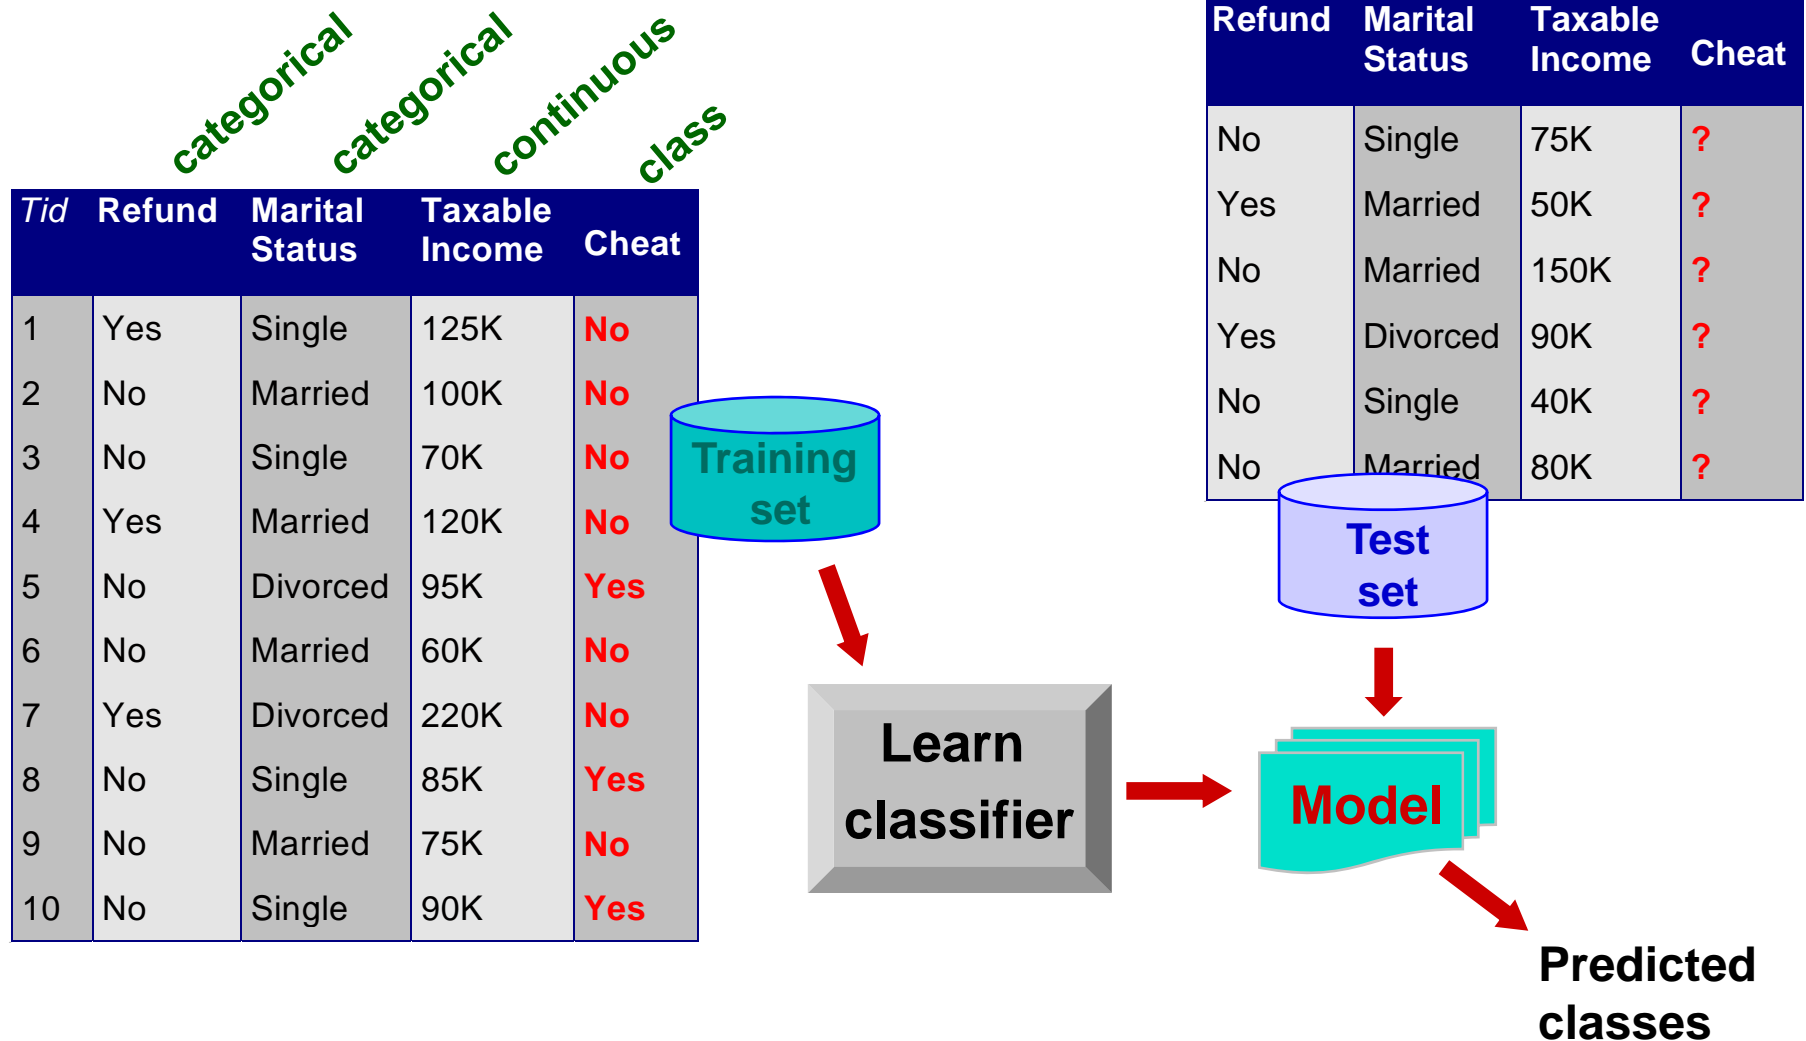 categorical
categorical
continuous
class
Tid Refund Marital Status Taxable Income Cheat
1 Yes Single 125K No
2 No Married 100K No
3 No Single 70K No
4 Yes Married 120K No
5 No Divorced 95K Yes
6 No Married 60K No
7 Yes Divorced 220K No
8 No Single 85K Yes
9 No Married 75K No
10 No Single 90K Yes
Training
set
Refund Marital Status Taxable Income Cheat
No Single 75K ?
Yes Married 50K ?
No Married 150K ?
Yes Divorced 90K ?
No Single 40K ?
No Married 80K ?
Test
set
Learn
classifier
Model
Predicted
classes